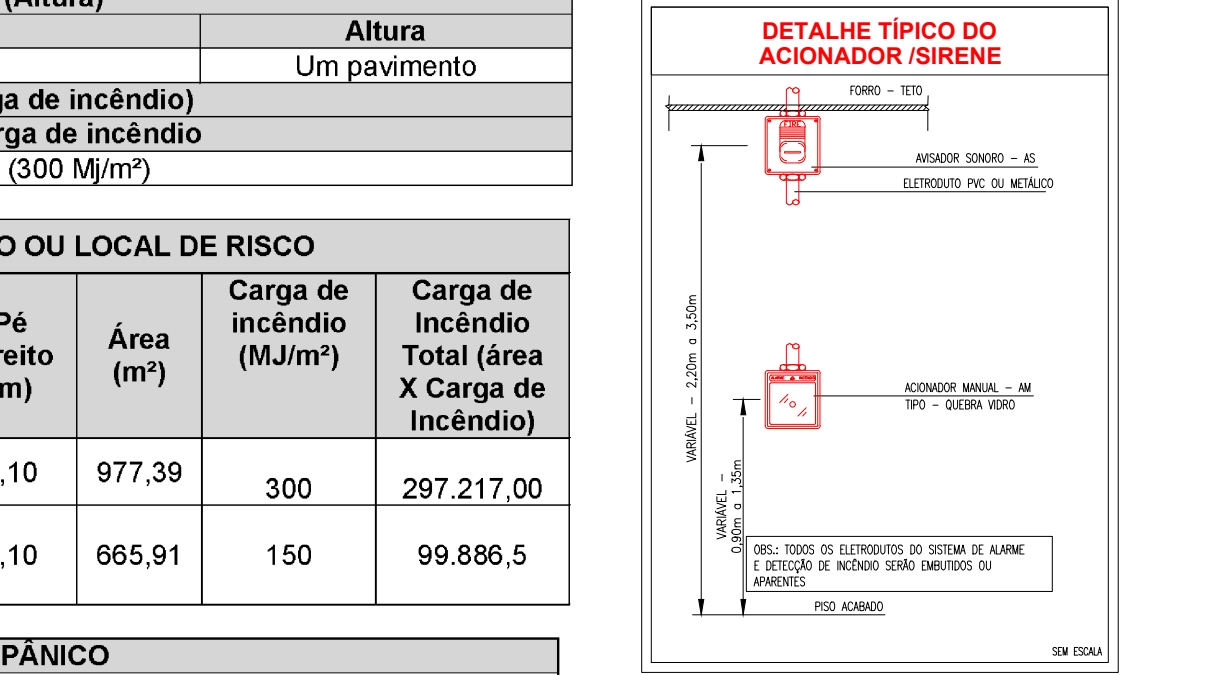 (Altura)
Altura
Um pavimento
ga de incêndio)
rga de incêndio
(300 Mj/m²)
O OU LOCAL DE RISCO
Pé
reito
m)
Área
(m²)
Carga de
incêndio
(MJ/m²)
Carga de
Incêndio
Total (área
X Carga de
Incêndio)
,10
977,39
300
297.217,00
,10
665,91
150
99.886,5
PÂNICO
DETALHE TÍPICO DO
ACIONADOR /SIRENE
FORRO – TETO
FIRE
AVISADOR SONORO – AS
ELETRODUTO PVC OU METÁLICO
VARIÁVEL – 2,20m a 3,50m
ACIONADOR MANUAL – AM
TIPO – QUEBRA VIDRO
VARIÁVEL –
0,90m a 1,35m
OBS.: TODOS OS ELETRODUTOS DO SISTEMA DE ALARME
E DETECÇÃO DE INCÊNDIO SERÃO EMBUTIDOS OU
APARENTES
PISO ACABADO
SEM ESCALA